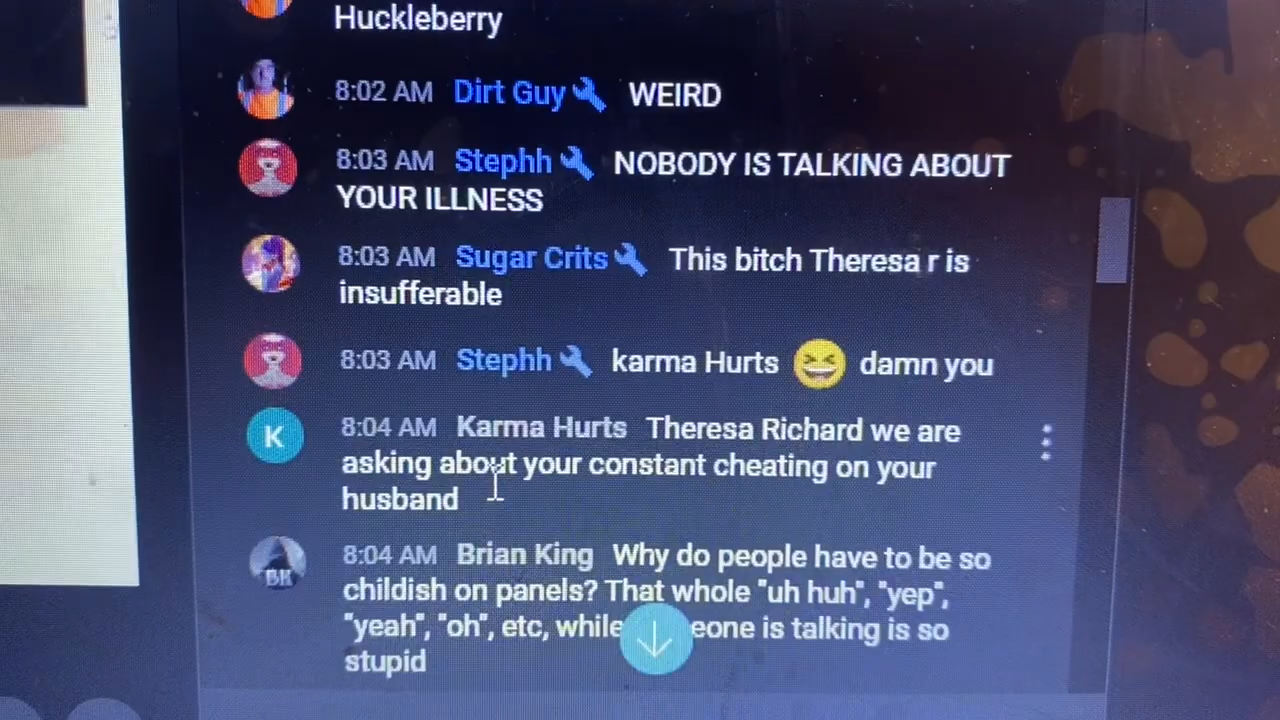 Huckleberry
8:02 AM Dirt Guy WEIRD
8:03 AM Stephh NOBODY IS TALKING ABOUT
YOUR ILLNESS
8:03 AM Sugar Crits This bitch Theresa r is
insufferable
8:03 AM Stephh karma Hurts 😆 damn you
K 8:04 AM Karma Hurts Theresa Richard we are
asking about your constant cheating on your
husband
BK 8:04 AM Brian King Why do people have to be so
childish on panels? That whole "uh huh", "yep",
"yeah", "oh", etc, while eone is talking is so
stupid